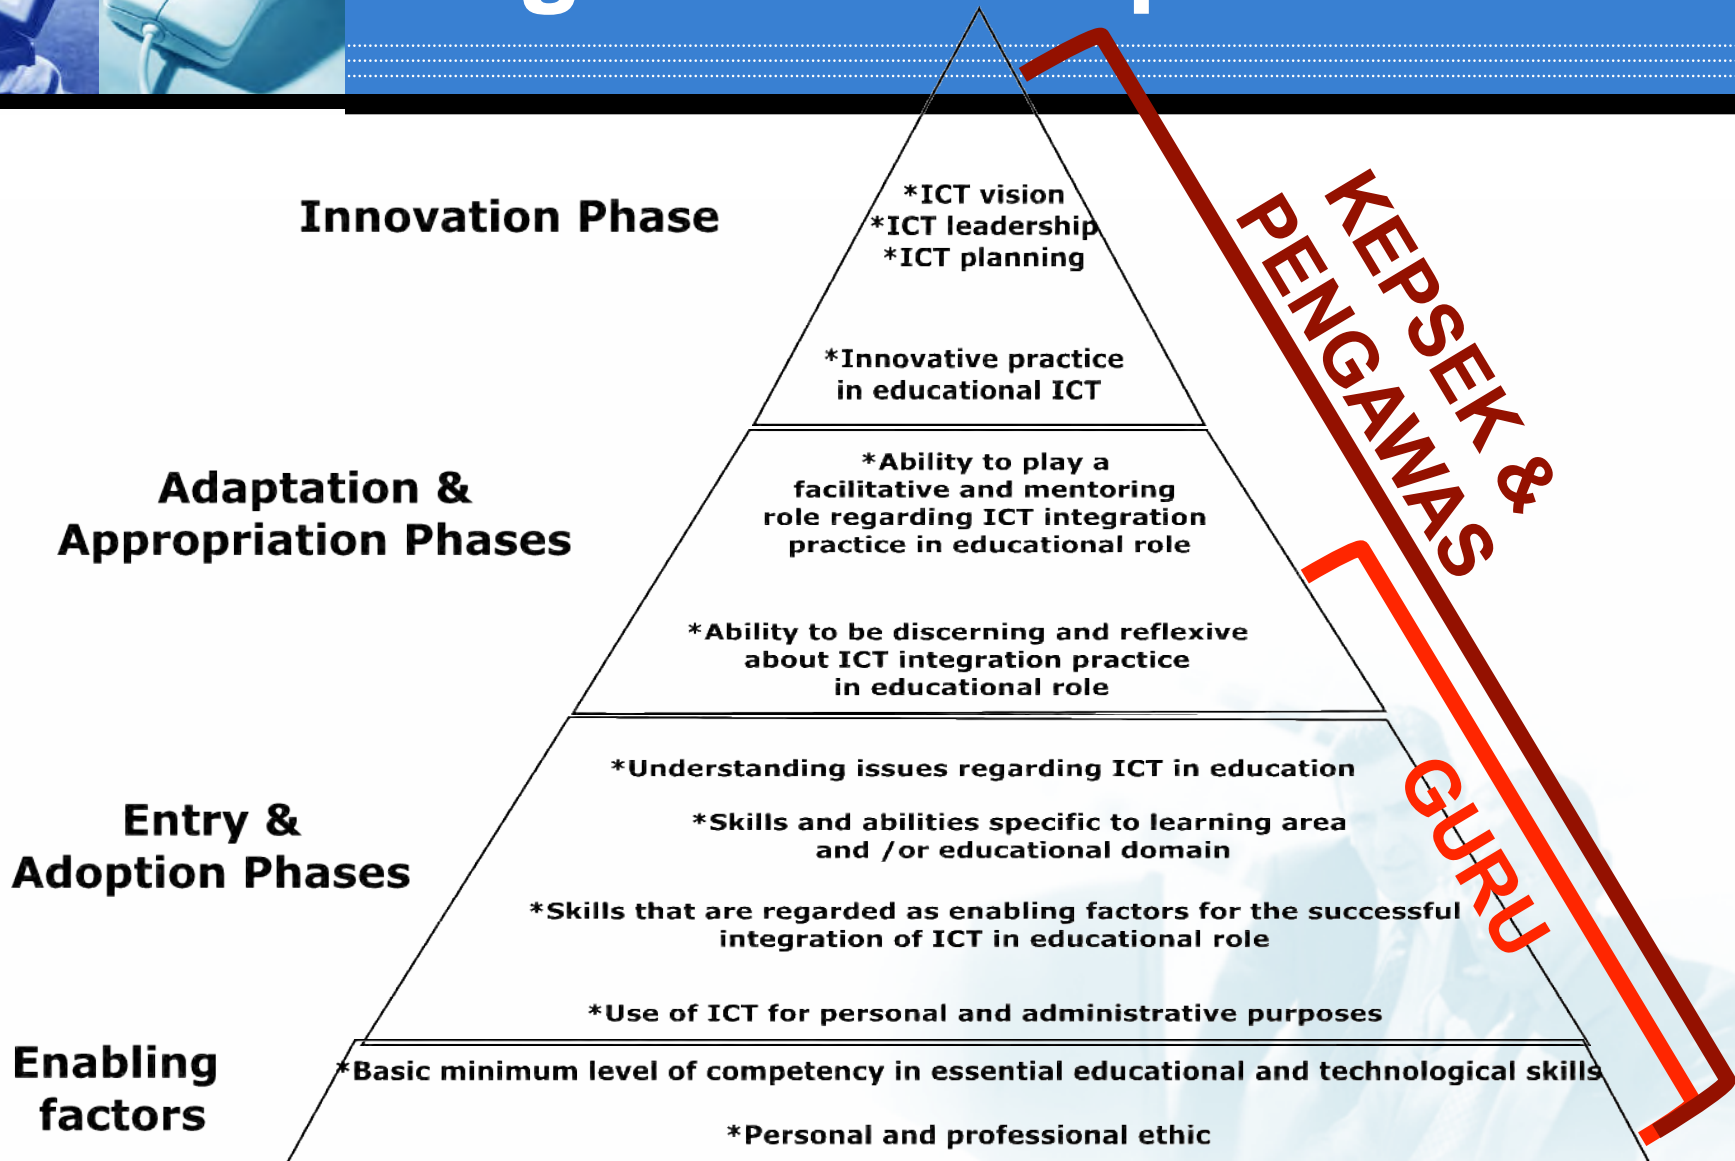 Innovation Phase
*ICT vision
*ICT leadership
*ICT planning
*Innovative practice
in educational ICT
Adaptation &
Appropriation Phases
*Ability to play a
facilitative and mentoring
role regarding ICT integration
practice in educational role
*Ability to be discerning and reflexive
about ICT integration practice
in educational role
Entry &
Adoption Phases
*Understanding issues regarding ICT in education
*Skills and abilities specific to learning area
and /or educational domain
*Skills that are regarded as enabling factors for the successful
integration of ICT in educational role
*Use of ICT for personal and administrative purposes
Enabling
factors
*Basic minimum level of competency in essential educational and technological skills
*Personal and professional ethic
KEPSEK &
PENGAWAS
GURU